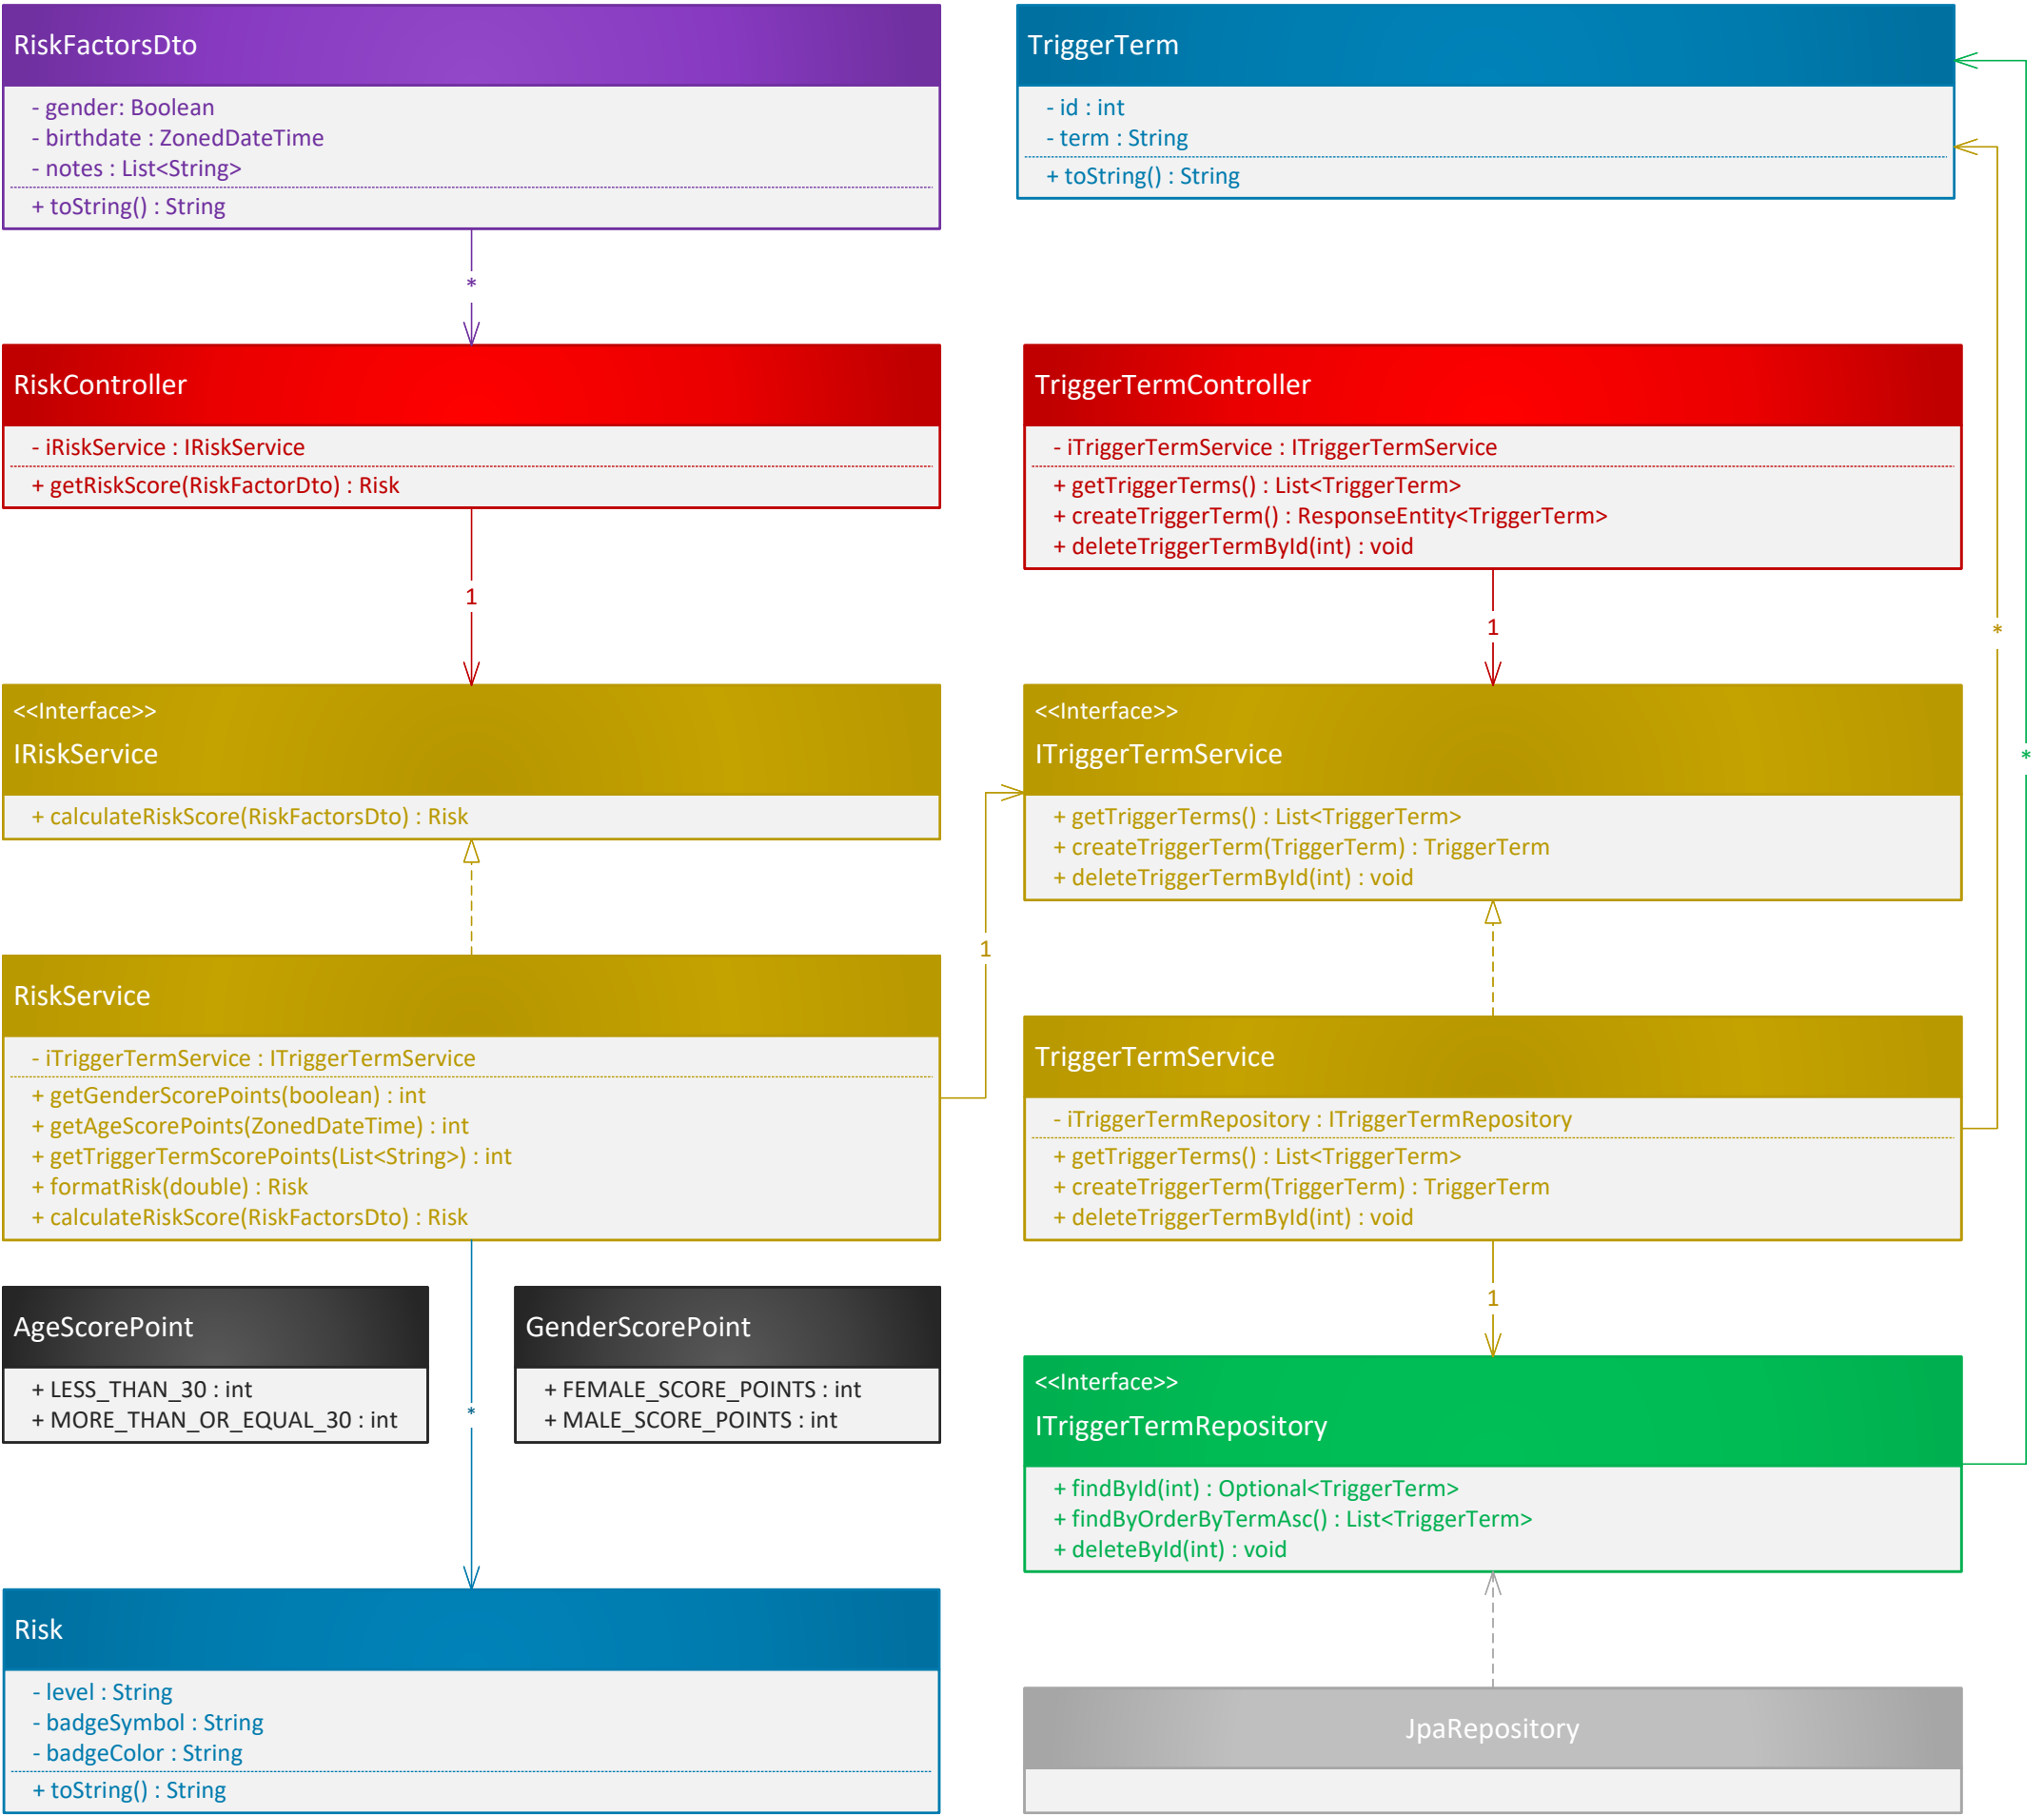 RiskFactorsDto
- gender: Boolean
- birthdate : ZonedDateTime
- notes : List<String>
+ toString() : String
*
RiskController
- iRiskService : IRiskService
+ getRiskScore(RiskFactorDto) : Risk
1
<<Interface>>
IRiskService
+ calculateRiskScore(RiskFactorsDto) : Risk
RiskService
- iTriggerTermService : ITriggerTermService
+ getGenderScorePoints(boolean) : int
+ getAgeScorePoints(ZonedDateTime) : int
+ getTriggerTermScorePoints(List<String>) : int
+ formatRisk(double) : Risk
+ calculateRiskScore(RiskFactorsDto) : Risk
1
AgeScorePoint
+ LESS_THAN_30 : int
+ MORE_THAN_OR_EQUAL_30 : int
*
GenderScorePoint
+ FEMALE_SCORE_POINTS : int
+ MALE_SCORE_POINTS : int
Risk
- level : String
- badgeSymbol : String
- badgeColor : String
+ toString() : String
TriggerTerm
- id : int
- term : String
+ toString() : String
TriggerTermController
- iTriggerTermService : ITriggerTermService
+ getTriggerTerms() : List<TriggerTerm>
+ createTriggerTerm() : ResponseEntity<TriggerTerm>
+ deleteTriggerTermById(int) : void
1
*
*
<<Interface>>
ITriggerTermService
+ getTriggerTerms() : List<TriggerTerm>
+ createTriggerTerm(TriggerTerm) : TriggerTerm
+ deleteTriggerTermById(int) : void
TriggerTermService
- iTriggerTermRepository : ITriggerTermRepository
+ getTriggerTerms() : List<TriggerTerm>
+ createTriggerTerm(TriggerTerm) : TriggerTerm
+ deleteTriggerTermById(int) : void
1
<<Interface>>
ITriggerTermRepository
+ findById(int) : Optional<TriggerTerm>
+ findByOrderByTermAsc() : List<TriggerTerm>
+ deleteById(int) : void
JpaRepository